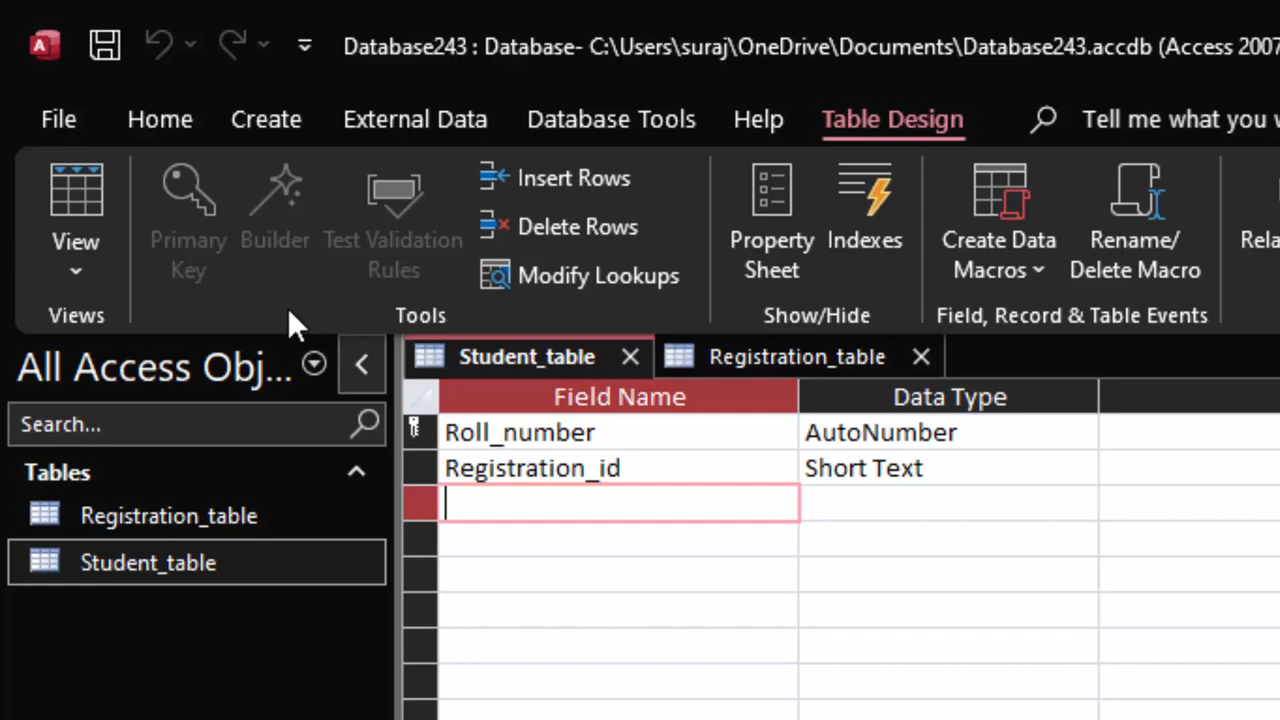 Database243 : Database- C:\Users\suraj\OneDrive\Documents\Database243.accdb (Access 2007
File Home Create External Data Database Tools Help Table Design Tell me what you
View
Primary Key
Builder
Test Validation Rules
Insert Rows
Delete Rows
Modify Lookups
Property Sheet
Indexes
Create Data Macros
Rename/ Delete Macro
Views
Tools
Show/Hide
Field, Record & Table Events
All Access Obj...
Search...
Tables
Registration_table
Student_table
Student_table Registration_table
Field Name Data Type
Roll_number AutoNumber
Registration_id Short Text